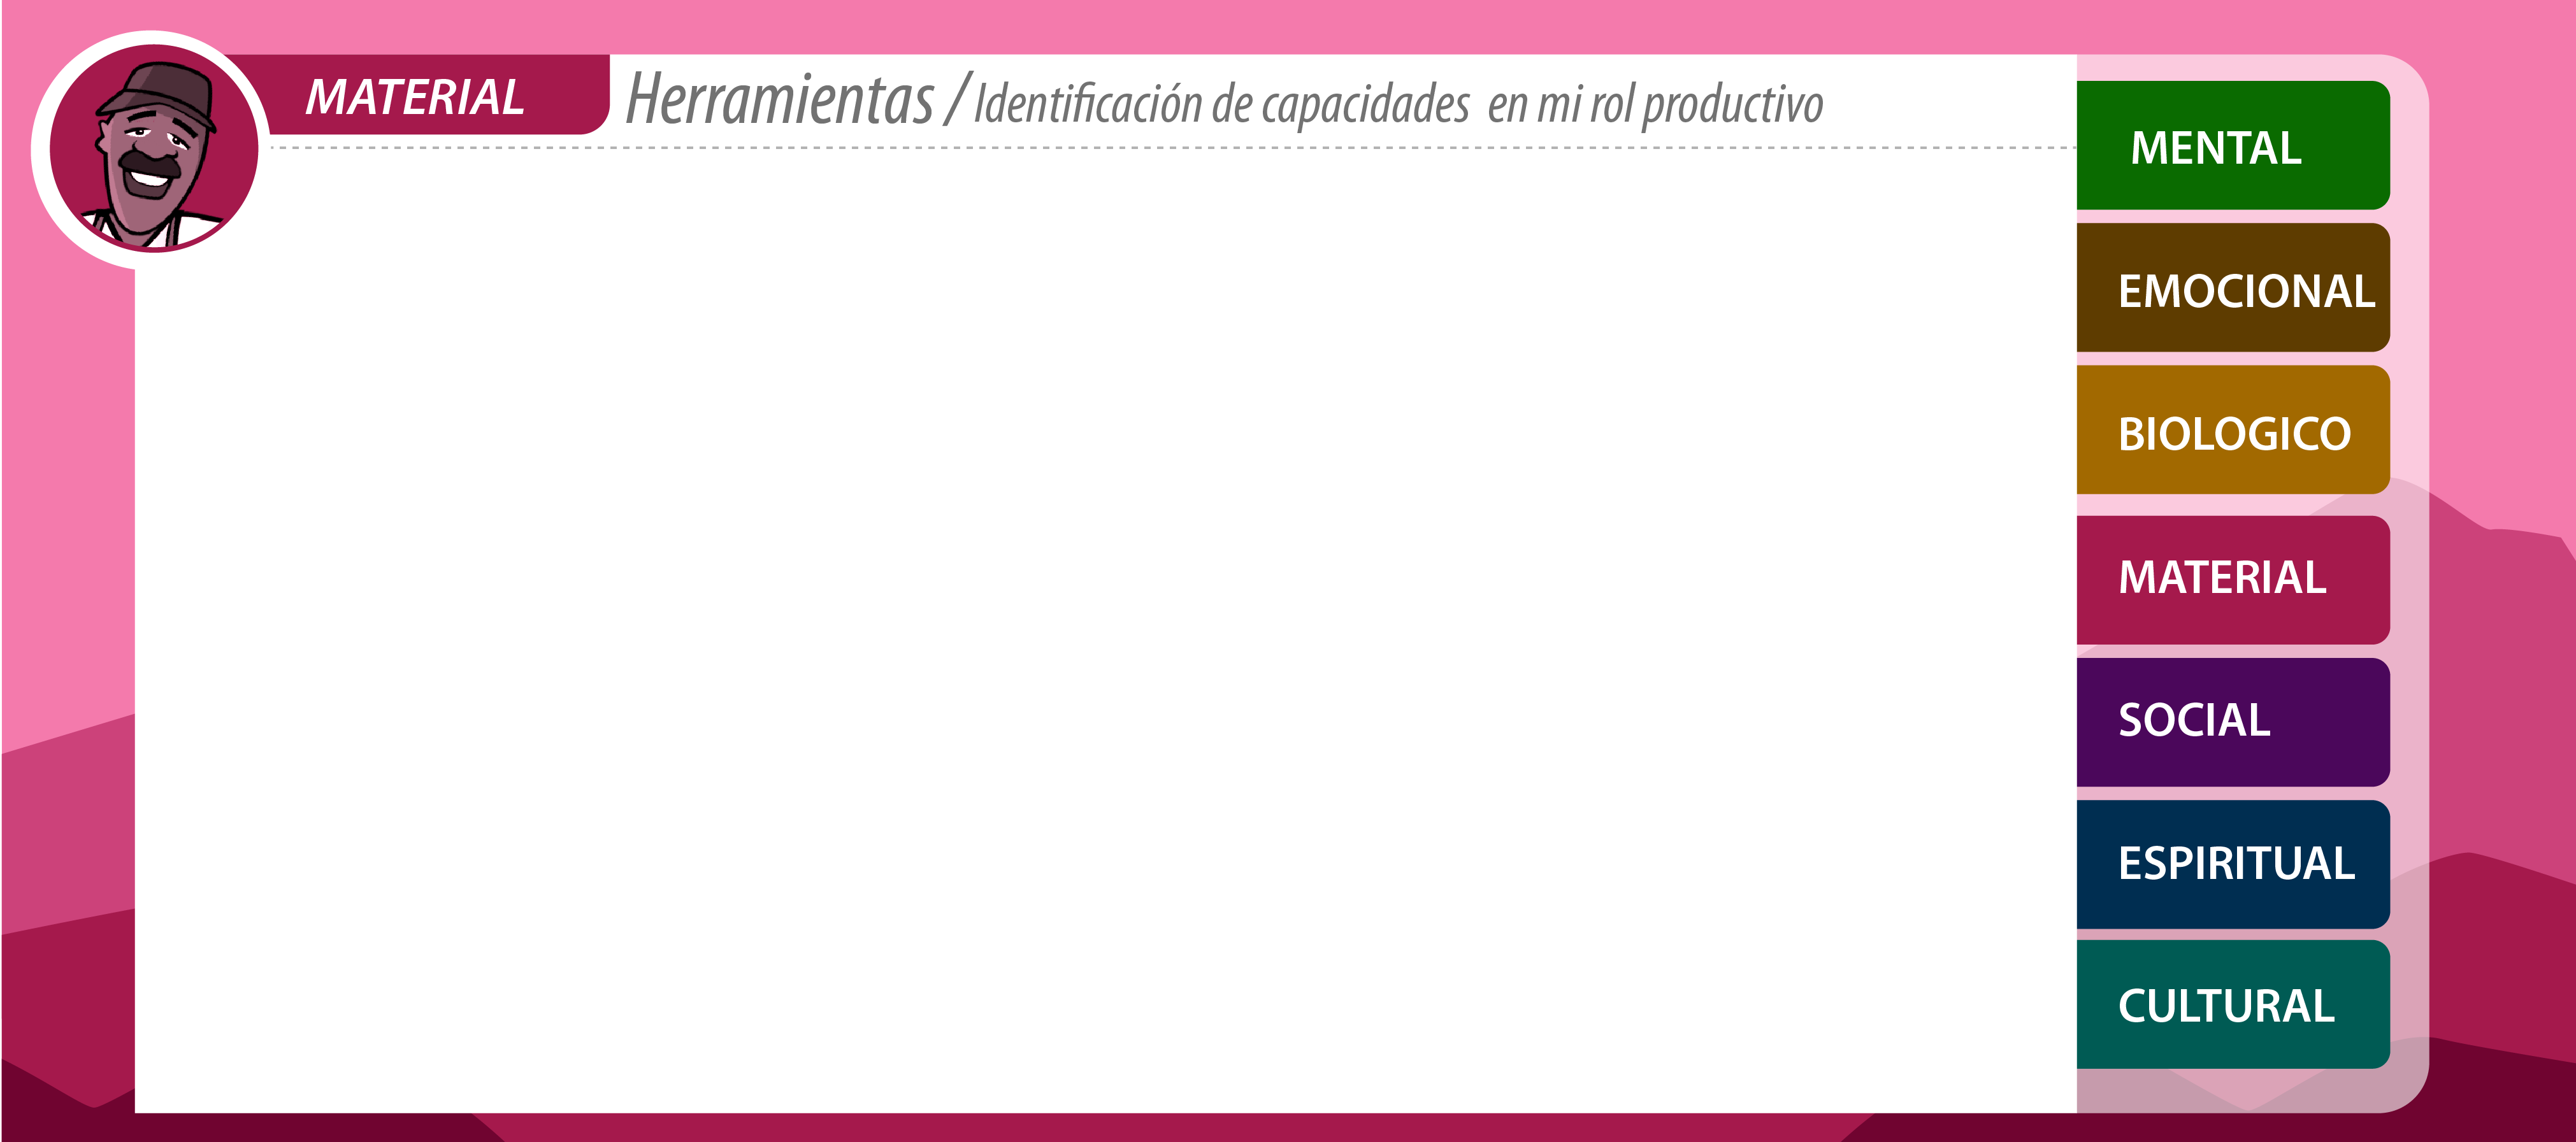 MATERIAL
Herramientas / Identificación de capacidades en mi rol productivo
MENTAL
EMOCIONAL
BIOLOGICO
MATERIAL
SOCIAL
ESPIRITUAL
CULTURAL